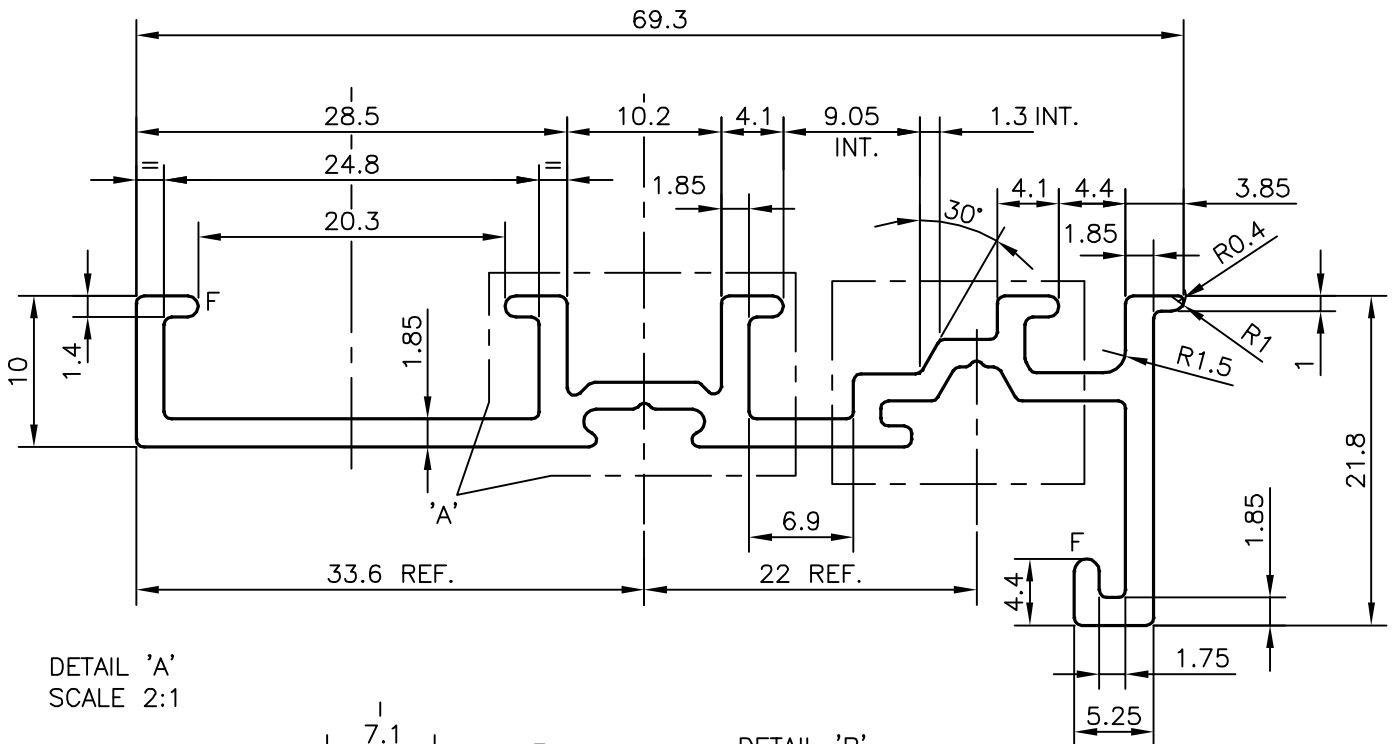 69.3
28.5
10.2
4.1
9.05
INT.
1.3 INT.
=
24.8
=
1.85
4.1
4.4
3.85
20.3
30°
1.85
R0.4
F
10
1.4
1.85
R1.5
R1
1
'A'
6.9
21.8
F
1.85
33.6 REF.
22 REF.
4.4
DETAIL 'A'
SCALE 2:1
1.75
5.25
7.1
DETAIL 'B'